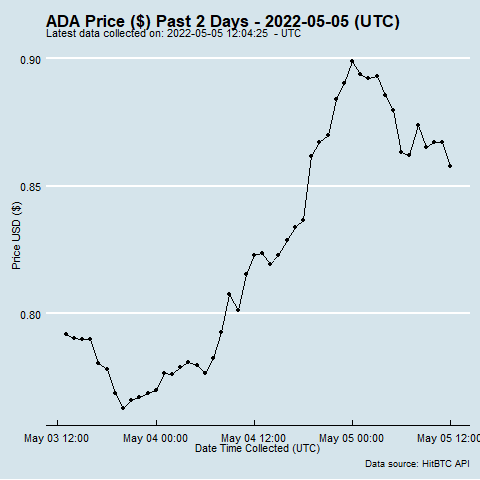 ADA Price ($) Past 2 Days - 2022-05-05 (UTC)
Latest data collected on: 2022-05-05 12:04:25 - UTC
0.90
0.85
0.80
Price USD ($)
May 03 12:00 May 04 00:00 May 04 12:00 May 05 00:00 May 05 12:00
Date Time Collected (UTC)
Data source: HitBTC API